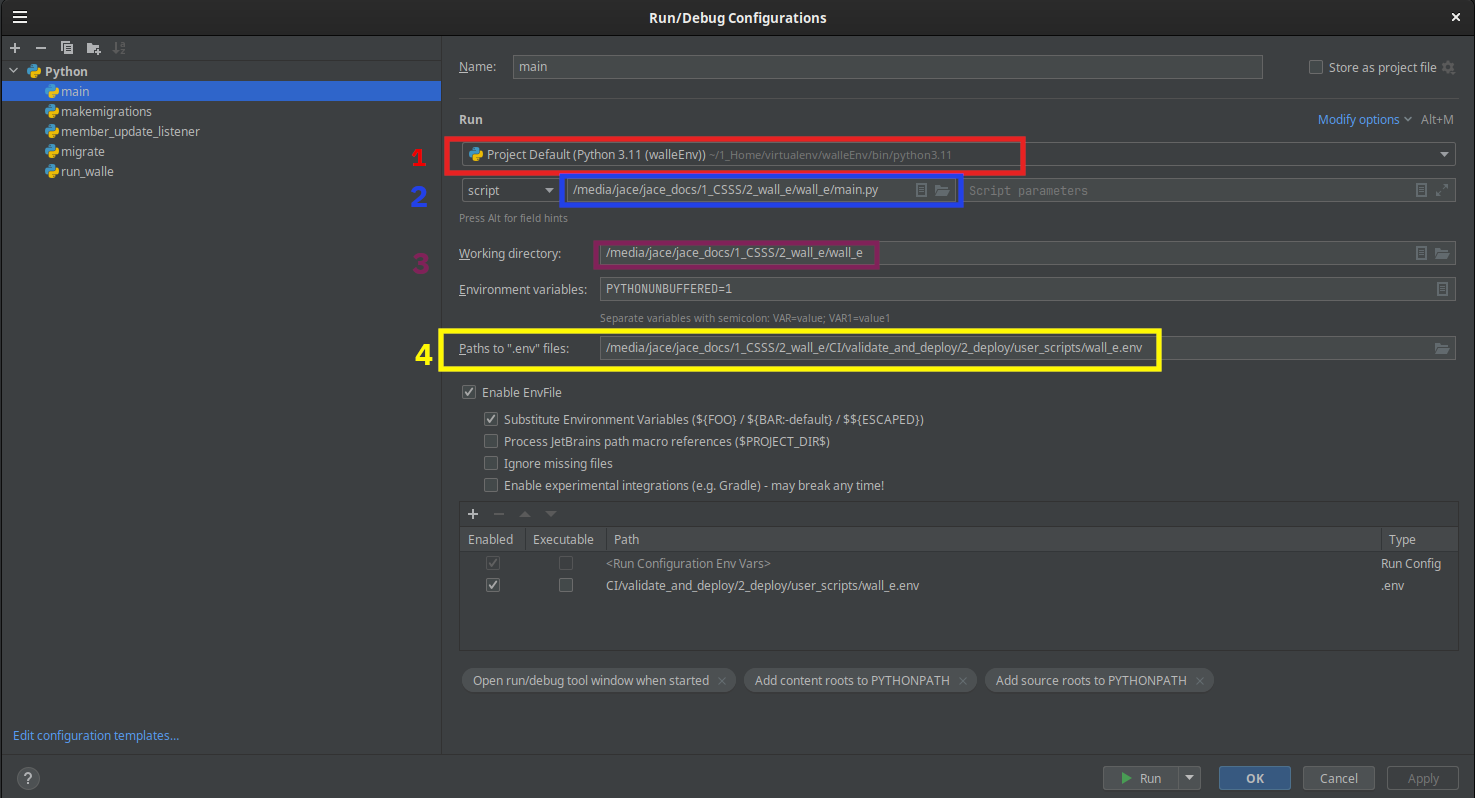 Run/Debug Configurations
Python
main
makemigrations
member_update_listener
migrate
run_walle
Edit configuration templates...
Name: main Store as project file
Run Modify options Alt+M
1 Project Default (Python 3.11 (walleEnv)) ~/1_Home/virtualenv/walleEnv/bin/python3.11
2 script /media/jace/jace_docs/1_CSSS/2_wall_e/wall_e/main.py Script parameters
Press Alt for field hints
3 Working directory: /media/jace/jace_docs/1_CSSS/2_wall_e/wall_e
Environment variables: PYTHONUNBUFFERED=1
Separate variables with semicolon: VAR=value; VAR1=value1
4 Paths to ".env" files: /media/jace/jace_docs/1_CSSS/2_wall_e/CI/validate_and_deploy/2_deploy/user_scripts/wall_e.env
Enable EnvFile
Substitute Environment Variables (${FOO} / ${BAR:-default} / $${ESCAPED})
Process JetBrains path macro references ($PROJECT_DIR$)
Ignore missing files
Enable experimental integrations (e.g. Gradle) - may break any time!
Enabled Executable Path Type
<Run Configuration Env Vars> Run Config
CI/validate_and_deploy/2_deploy/user_scripts/wall_e.env .env
Open run/debug tool window when started Add content roots to PYTHONPATH Add source roots to PYTHONPATH
? Run OK Cancel Apply